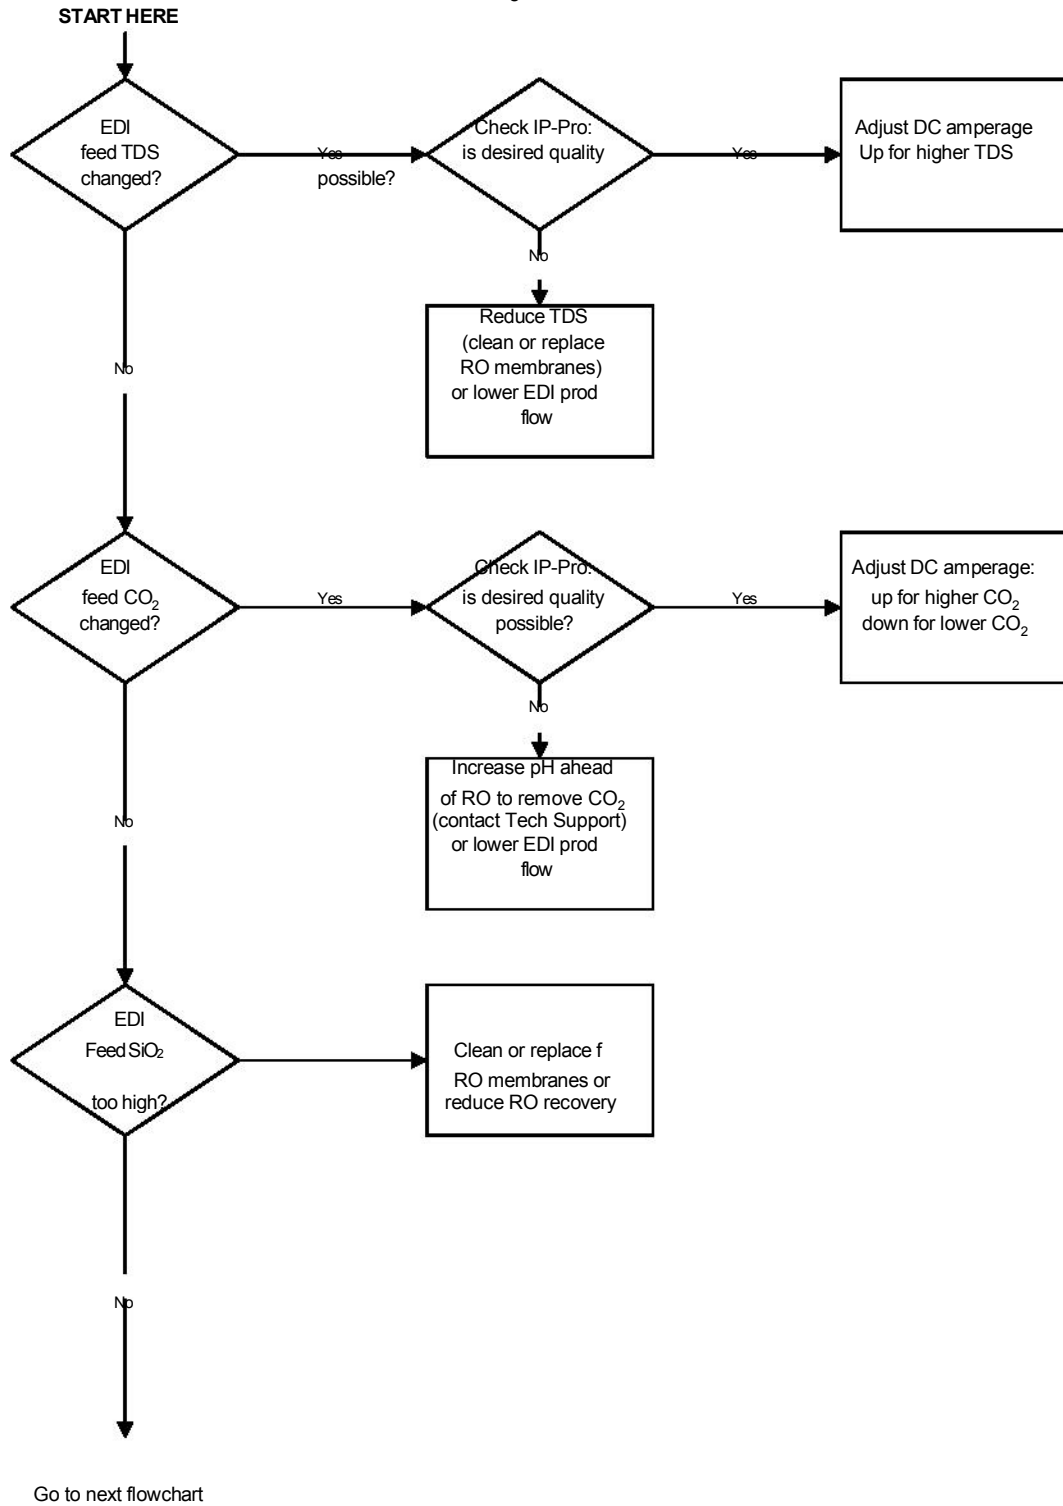 START HERE
EDI
feed TDS
changed?
Yes
possible?
Check IP-Pro:
is desired quality
Yes
Adjust DC amperage
Up for higher TDS
No
Reduce TDS
(clean or replace
RO membranes)
or lower EDI prod
flow
No
EDI
feed CO₂
changed?
Yes
Check IP-Pro:
is desired quality
possible?
Yes
Adjust DC amperage:
up for higher CO₂
down for lower CO₂
No
Increase pH ahead
of RO to remove CO₂
(contact Tech Support)
or lower EDI prod
flow
No
EDI
Feed SiO₂
too high?
Clean or replace f
RO membranes or
reduce RO recovery
No
Go to next flowchart